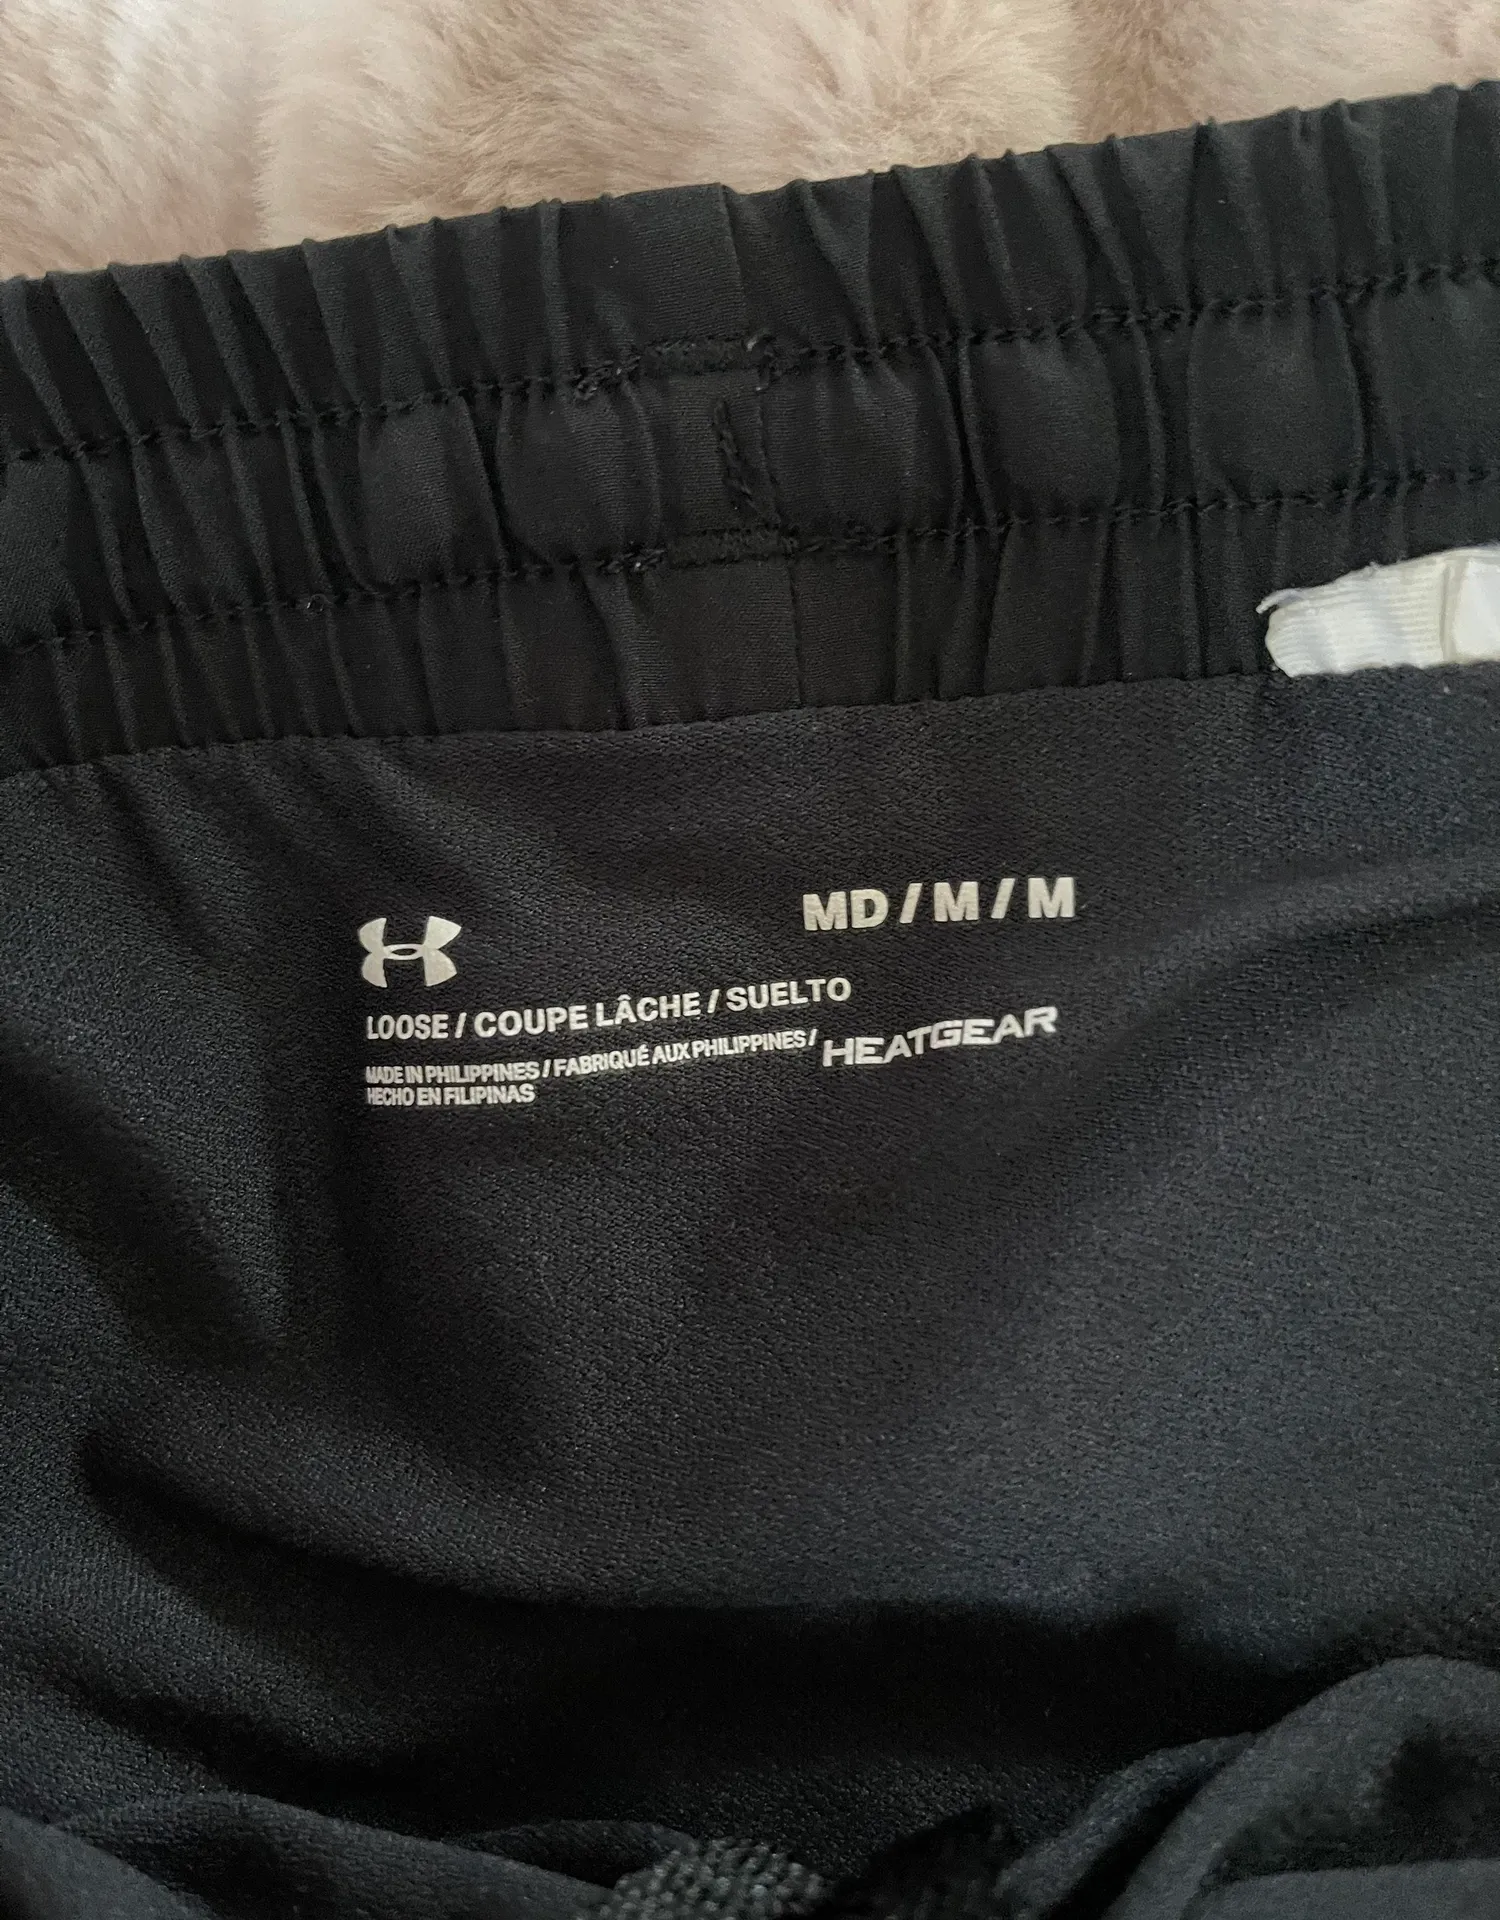 MD / M / M
LOOSE / COUPE LÂCHE / SUELTO
MADE IN PHILIPPINES / FABRIQUÉ AUX PHILIPPINES /
HECHO EN FILIPINAS
HEATGEAR